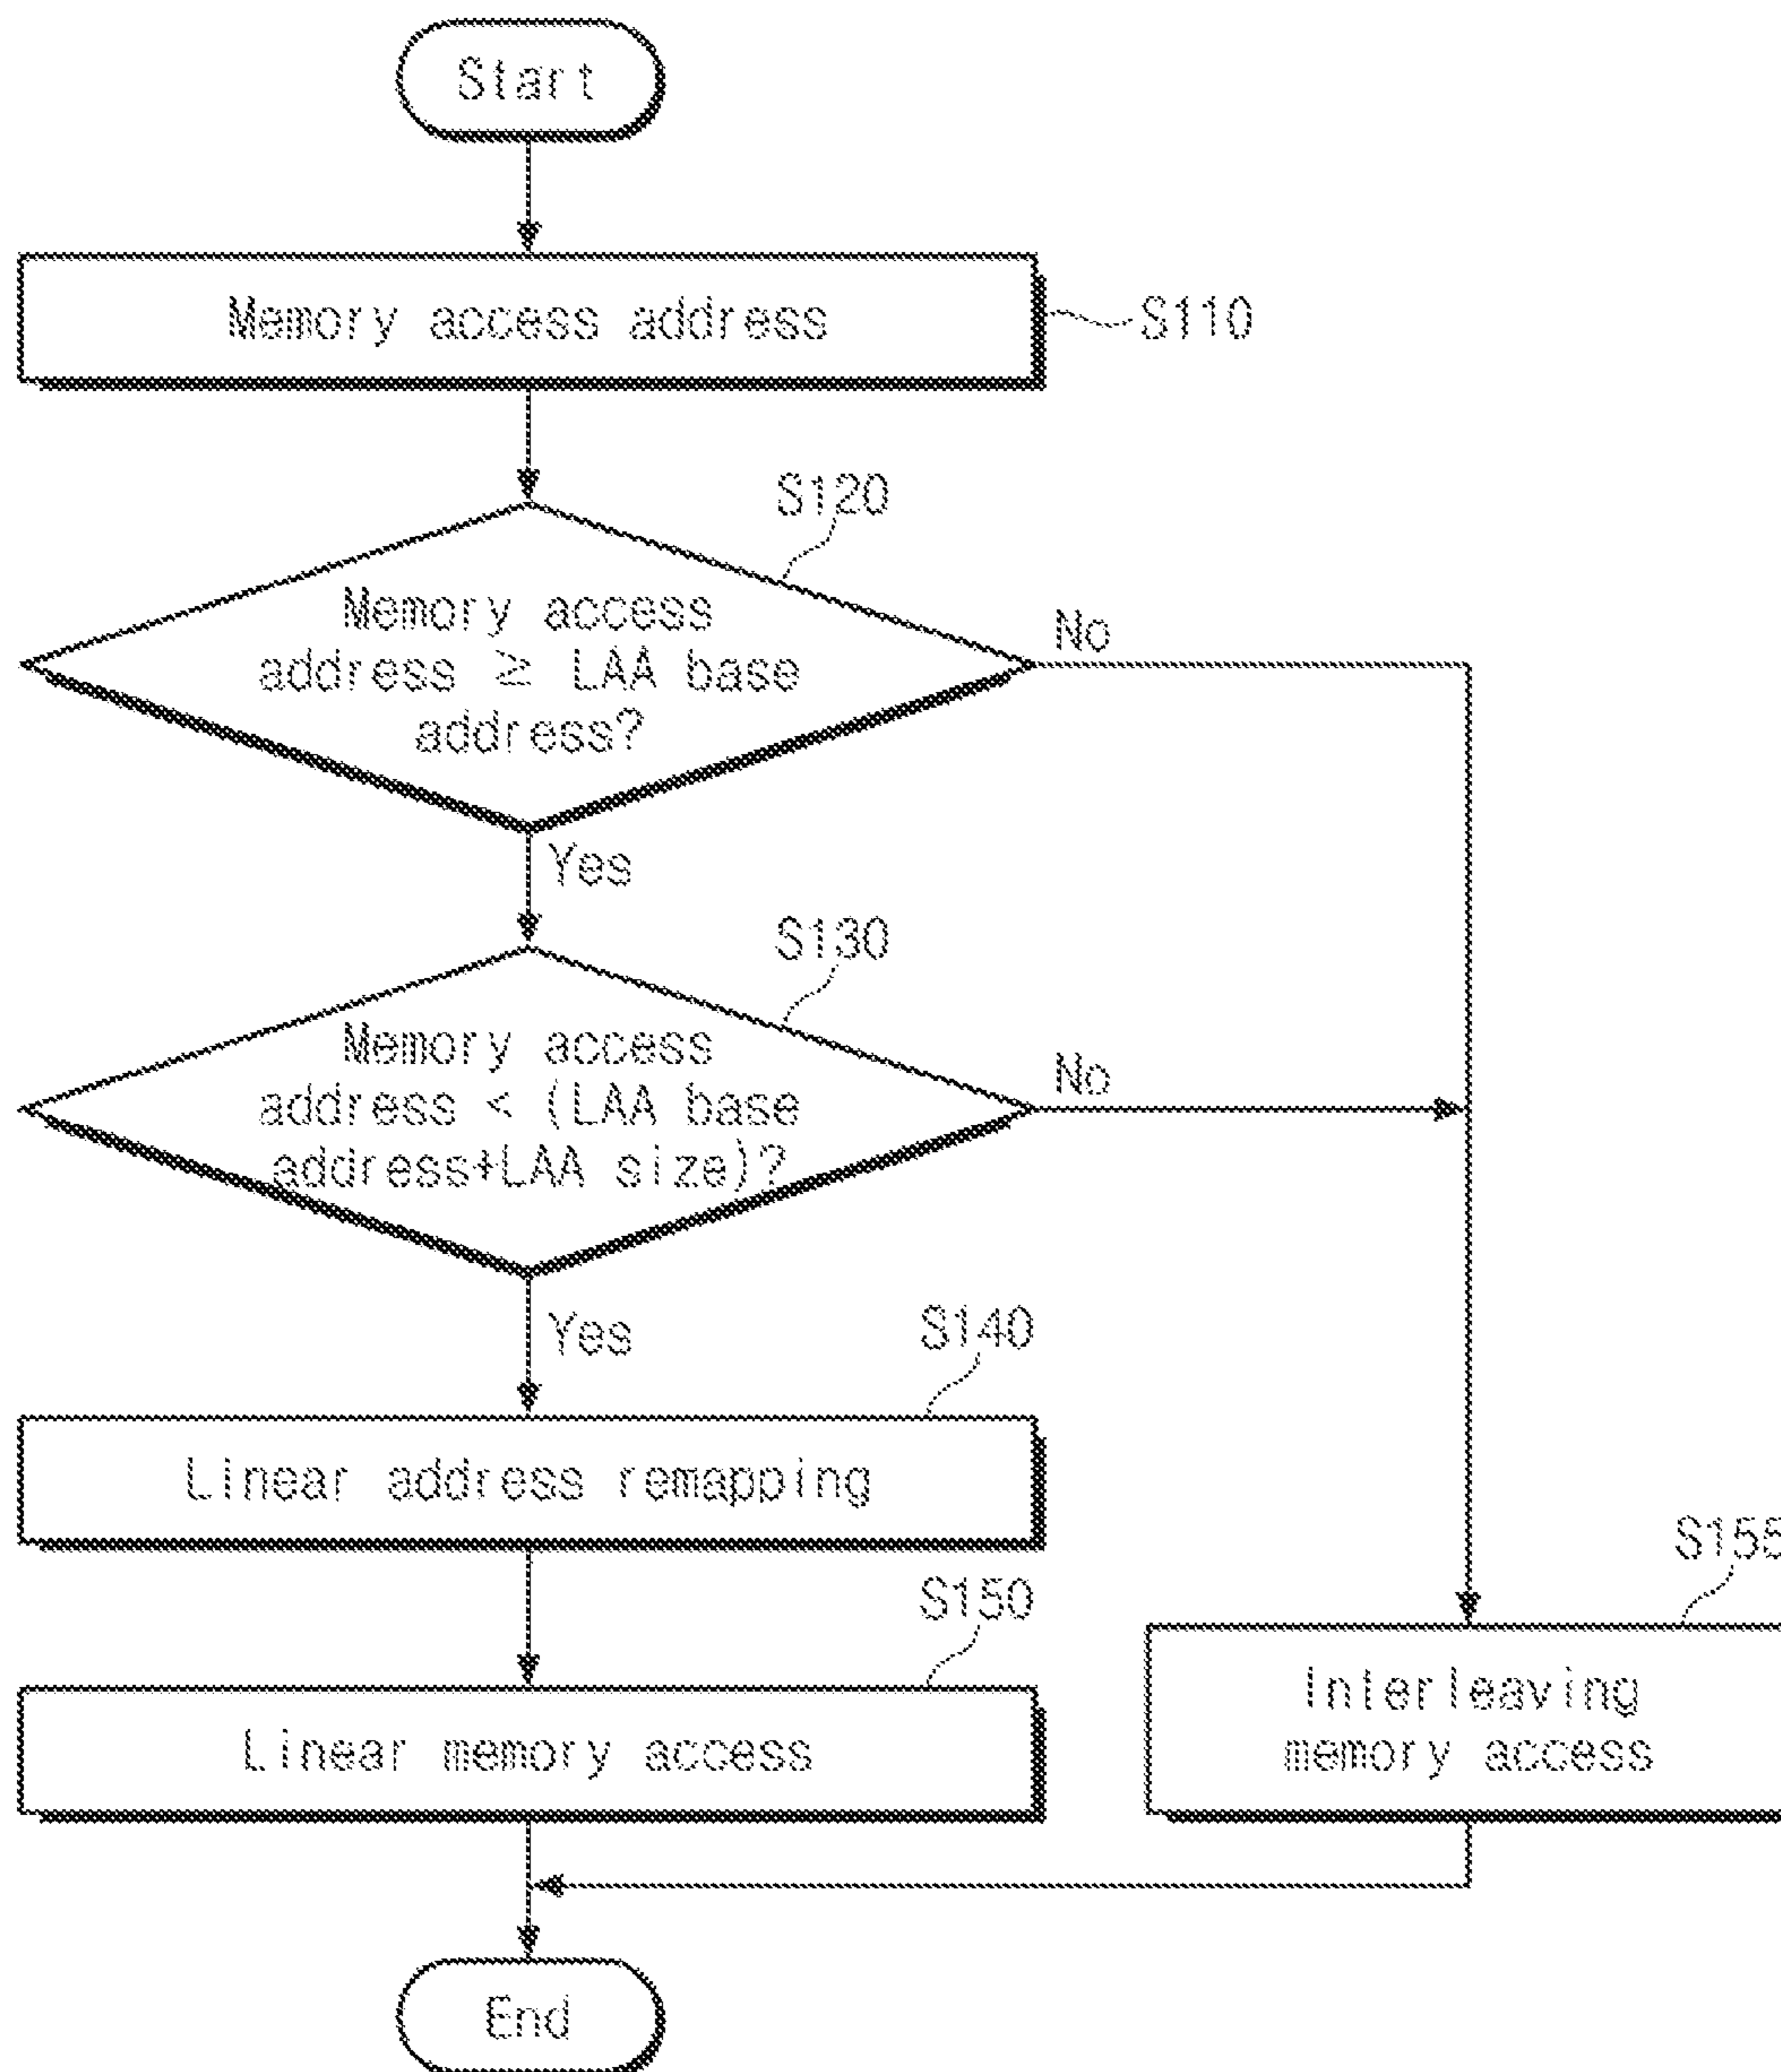 Start
Memory access address
S110
S120
Memory access
address ≥ LAA base
address?
No
Yes
S130
Memory access
address < (LAA base
address+LAA size)?
No
Yes
S140
Linear address remapping
S150
Linear memory access
S155
Interleaving
memory access
End